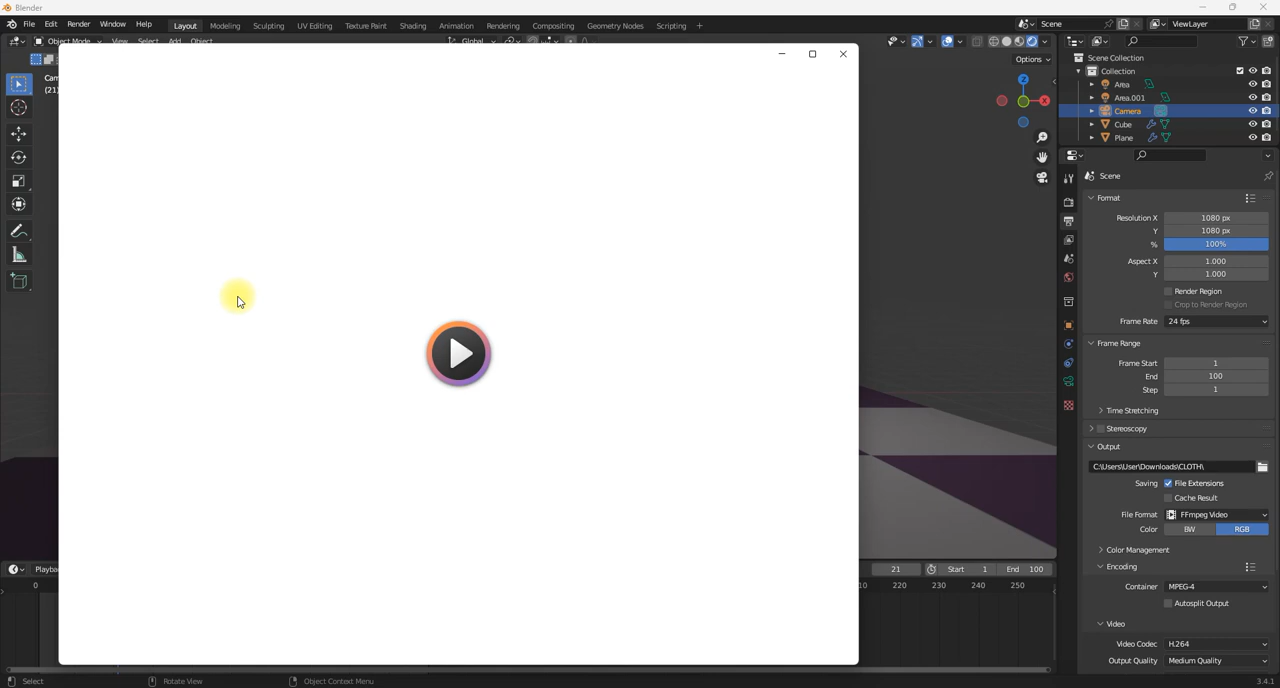 Blender
File Edit Render Window Help Layout Modeling Sculpting UV Editing Texture Paint Shading Animation Rendering Compositing Geometry Nodes Scripting + Scene ViewLayer
Object Mode View Select Add Object Global
Options
Cam
(21)
Z
X
Scene Collection
Collection
Area
Area.001
Camera
Cube
Plane
Scene
Format
Resolution X 1080 px
Y 1080 px
% 100%
Aspect X 1.000
Y 1.000
Render Region
Crop to Render Region
Frame Rate 24 fps
Frame Range
Frame Start 1
End 100
Step 1
Time Stretching
Stereoscopy
Output
C:\Users\User\Downloads\CLOTH\
Saving File Extensions
Cache Result
File Format FFmpeg Video
Color BW RGB
Color Management
Encoding
Container MPEG-4
Autosplit Output
Video
Video Codec H.264
Output Quality Medium Quality
Playba 21 Start 1 End 100
0 10 220 230 240 250
Select Rotate View Object Context Menu 3.4.1